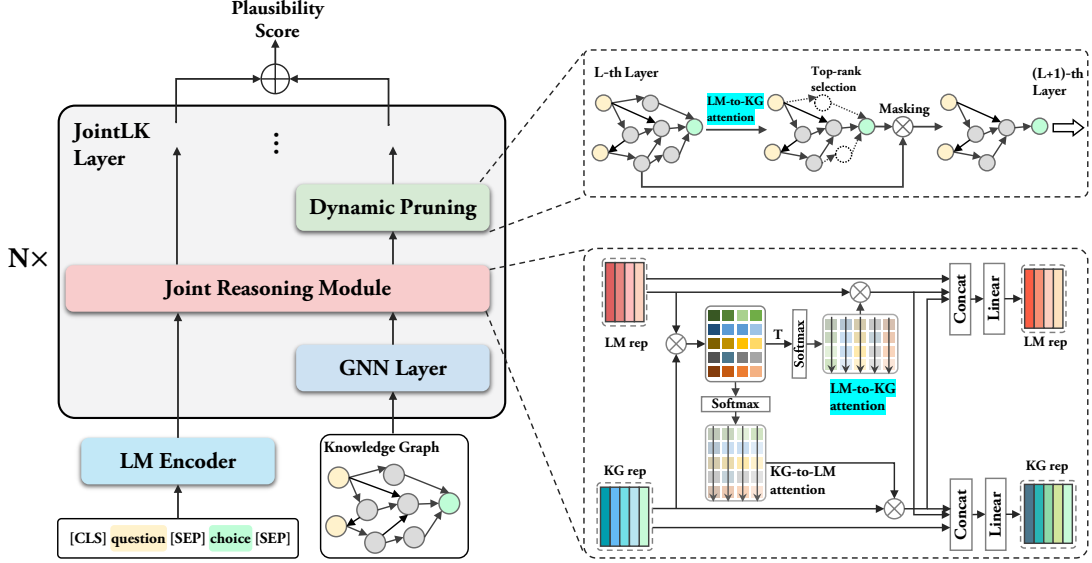 Plausibility
Score
JointLK
Layer
...
Dynamic Pruning
N×
Joint Reasoning Module
GNN Layer
LM Encoder
Knowledge Graph
[CLS] question [SEP] choice [SEP]
L-th Layer
LM-to-KG
attention
Top-rank
selection
Masking
(L+1)-th
Layer
LM rep
T
Softmax
LM-to-KG
attention
Softmax
KG-to-LM
attention
KG rep
Concat
Linear
LM rep
Concat
Linear
KG rep